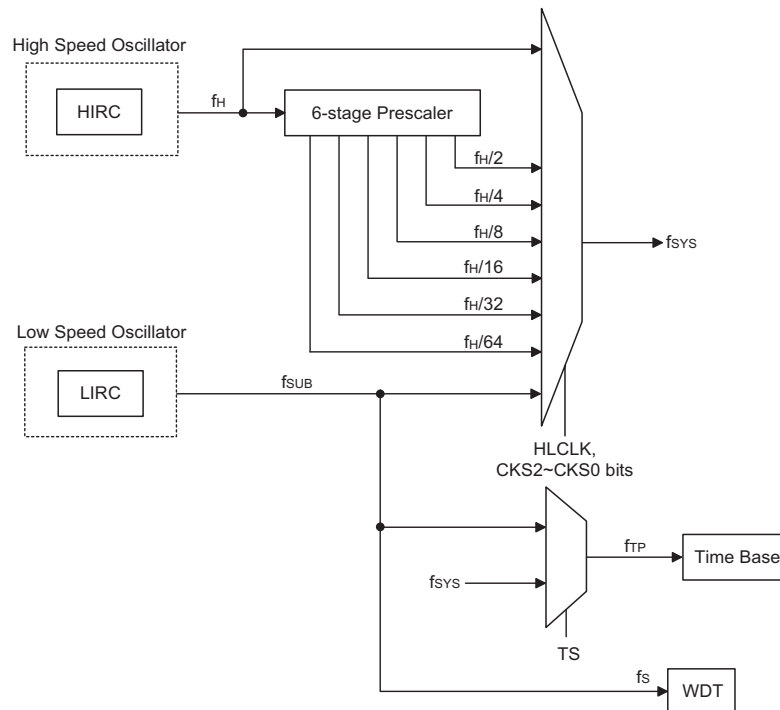 High Speed Oscillator
HIRC
fH
6-stage Prescaler
fH/2
fH/4
fH/8
fH/16
fH/32
fH/64
fSYS
Low Speed Oscillator
LIRC
fSUB
HLCLK,
CKS2~CKS0 bits
fSYS
fTP
Time Base
TS
fS
WDT